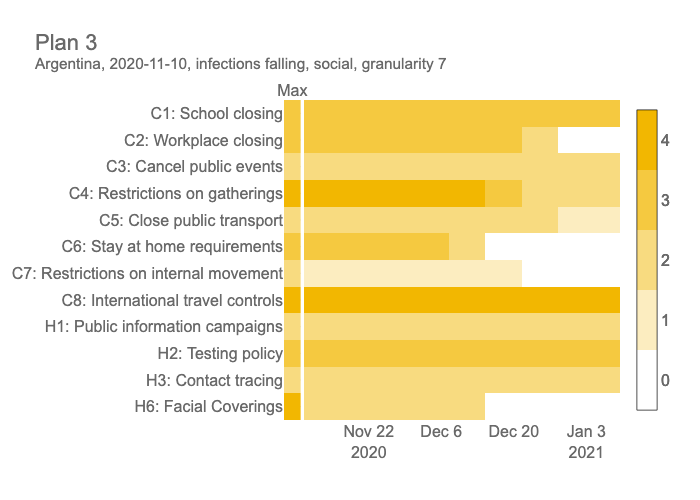 Plan 3
Argentina, 2020-11-10, infections falling, social, granularity 7
Max
C1: School closing
C2: Workplace closing
C3: Cancel public events
C4: Restrictions on gatherings
C5: Close public transport
C6: Stay at home requirements
C7: Restrictions on internal movement
C8: International travel controls
H1: Public information campaigns
H2: Testing policy
H3: Contact tracing
H6: Facial Coverings
4
3
2
1
0
Nov 22 Dec 6 Dec 20 Jan 3
2020 2021